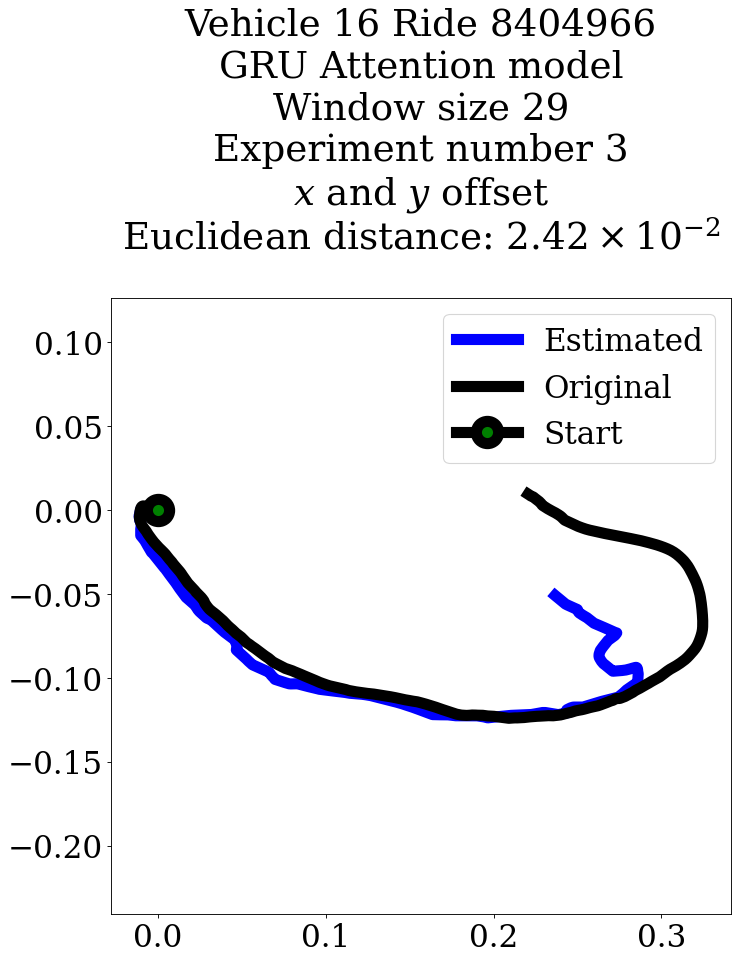 Vehicle 16 Ride 8404966
GRU Attention model
Window size 29
Experiment number 3
x and y offset
Euclidean distance: 2.42 × 10⁻²
Estimated
Original
Start
0.10
0.05
0.00
−0.05
−0.10
−0.15
−0.20
0.0 0.1 0.2 0.3